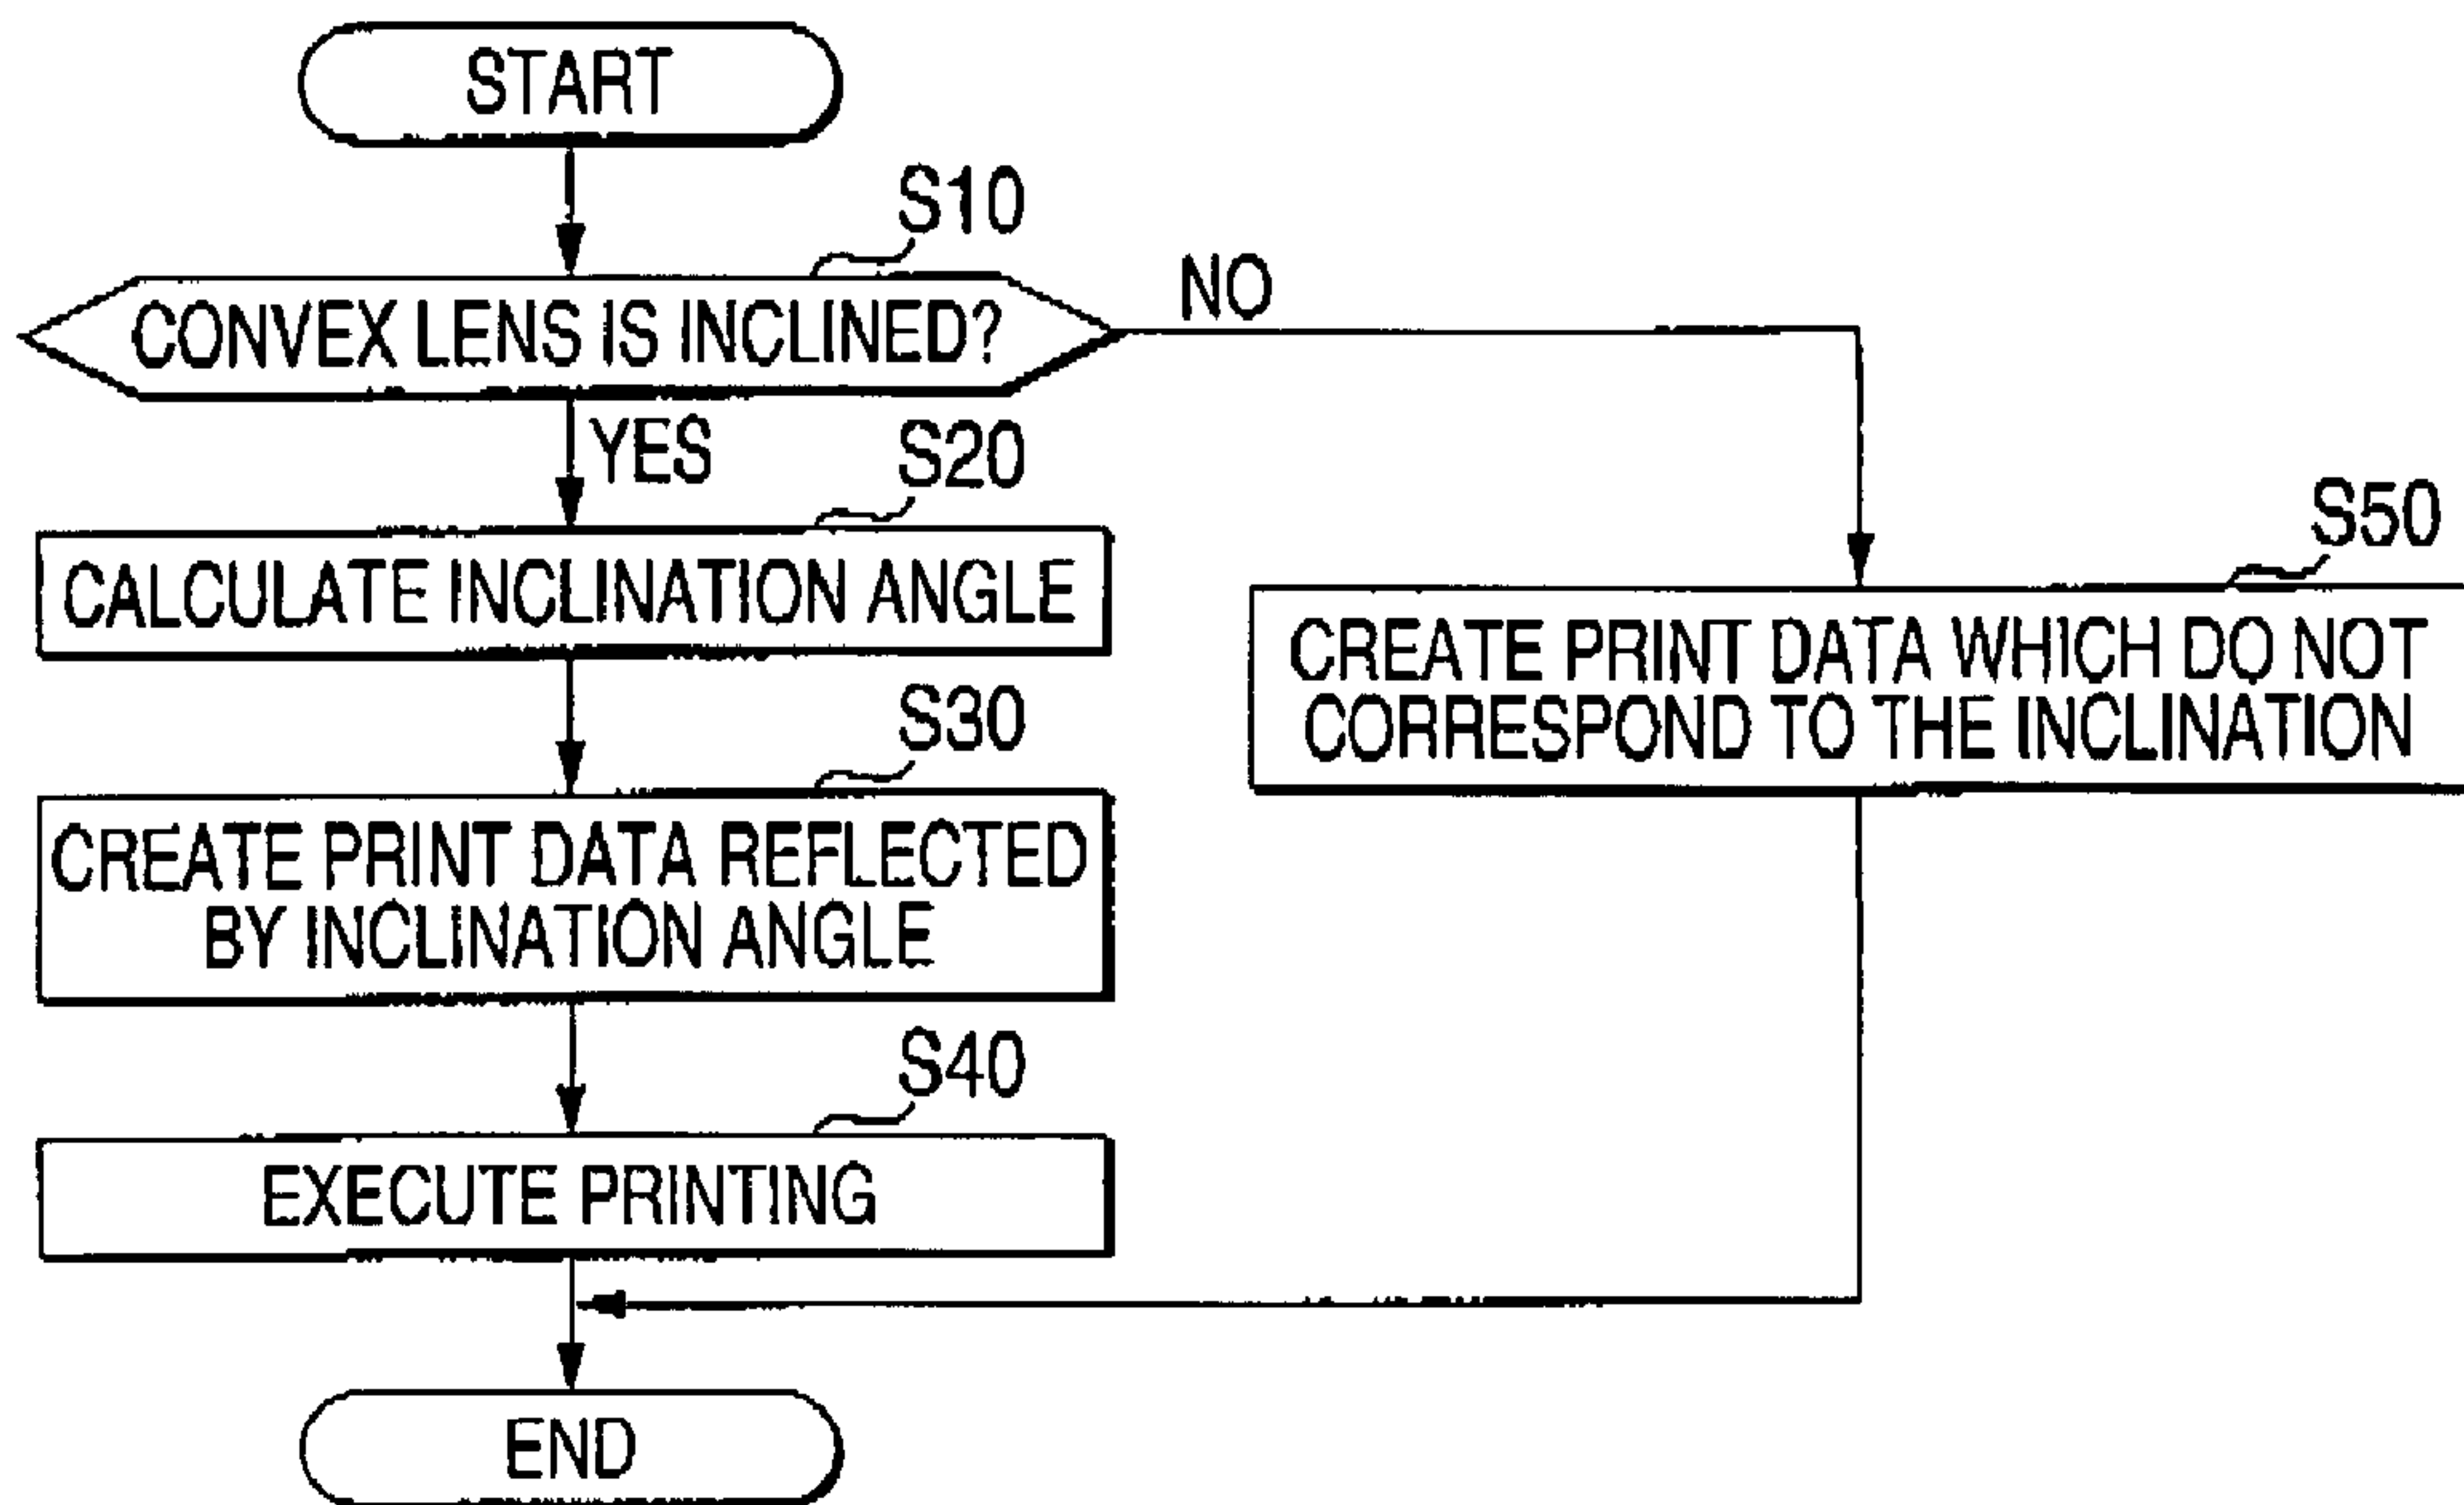 START
S10
CONVEX LENS IS INCLINED?
NO
YES
S20
CALCULATE INCLINATION ANGLE
S50
CREATE PRINT DATA WHICH DO NOT
CORRESPOND TO THE INCLINATION
S30
CREATE PRINT DATA REFLECTED
BY INCLINATION ANGLE
S40
EXECUTE PRINTING
END